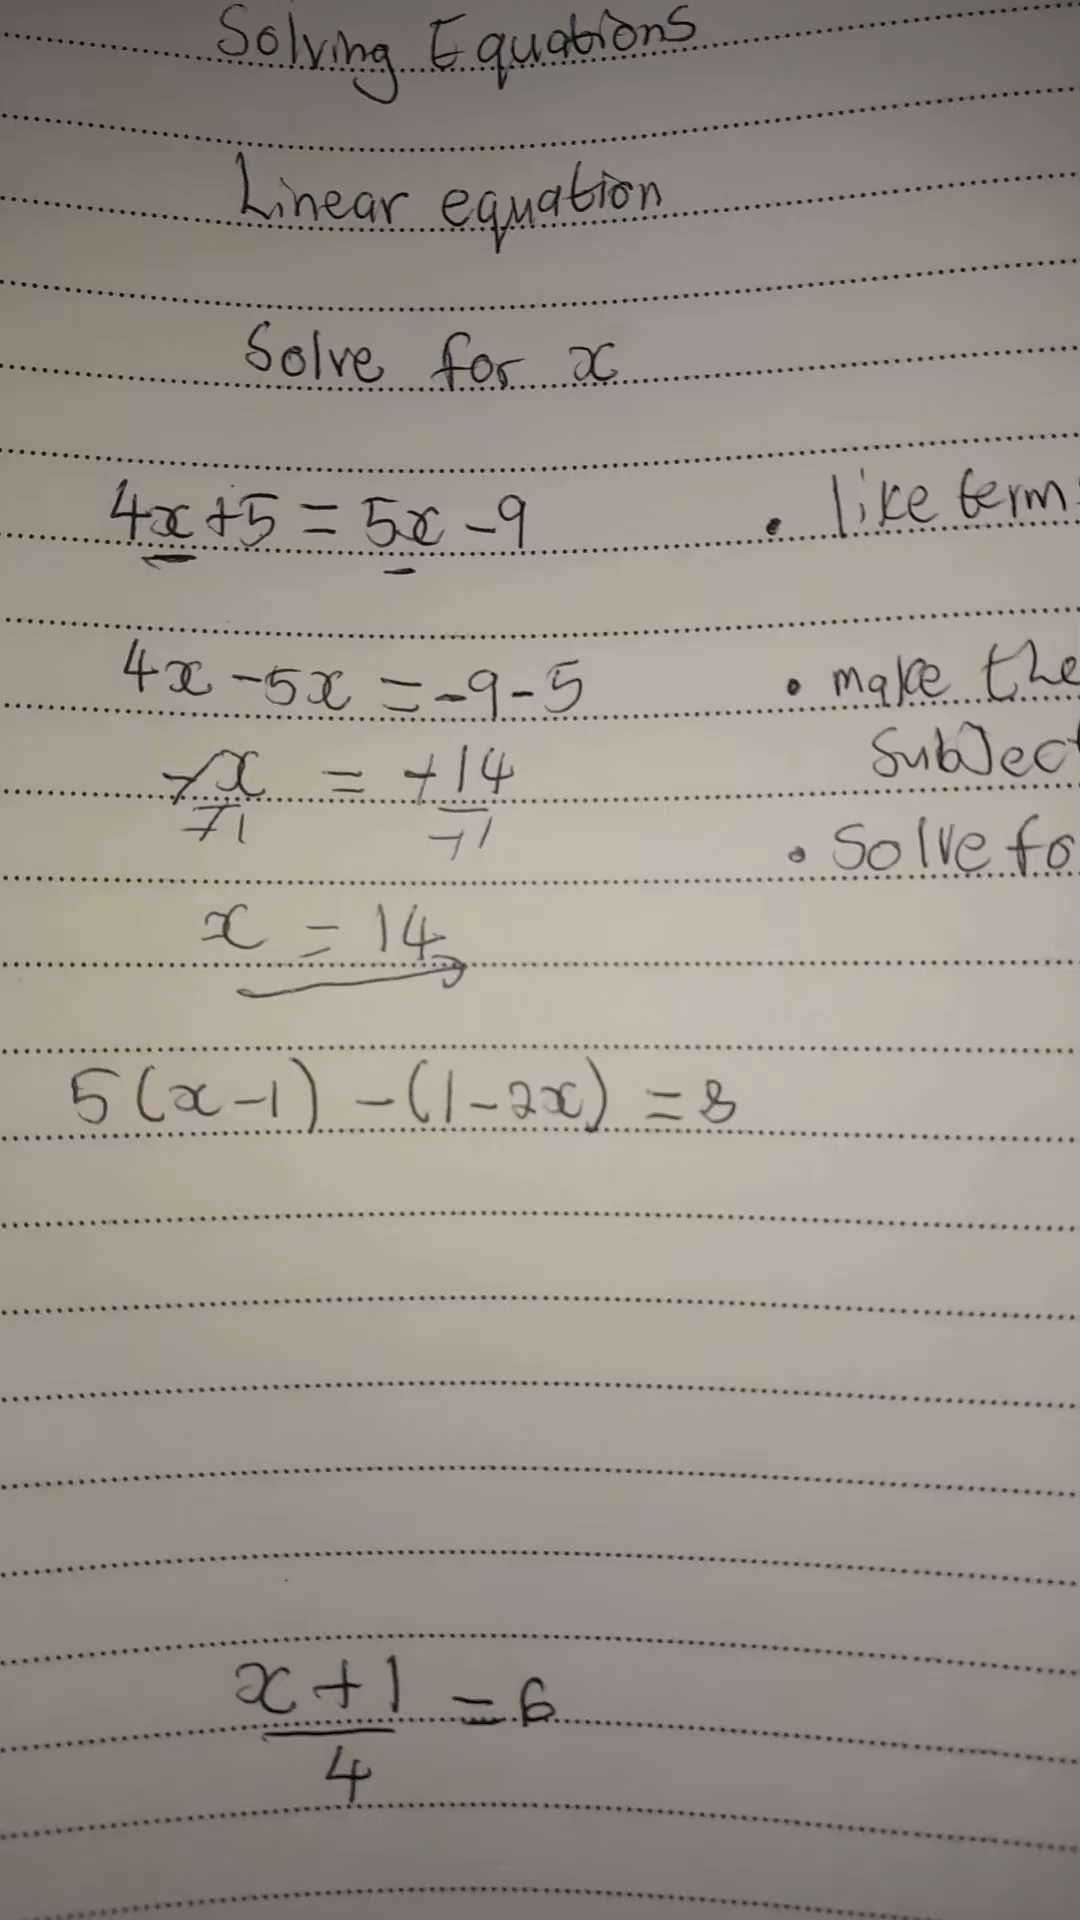 Solving Equations
Linear equation
Solve for x
4x+5 = 5x-9
• like term
4x-5x = -9-5
• make the
subject
-x/-1 = -14/-1
• Solve fo
x = 14
5(x-1) -(1-2x) = 8
x+1
4
= 6